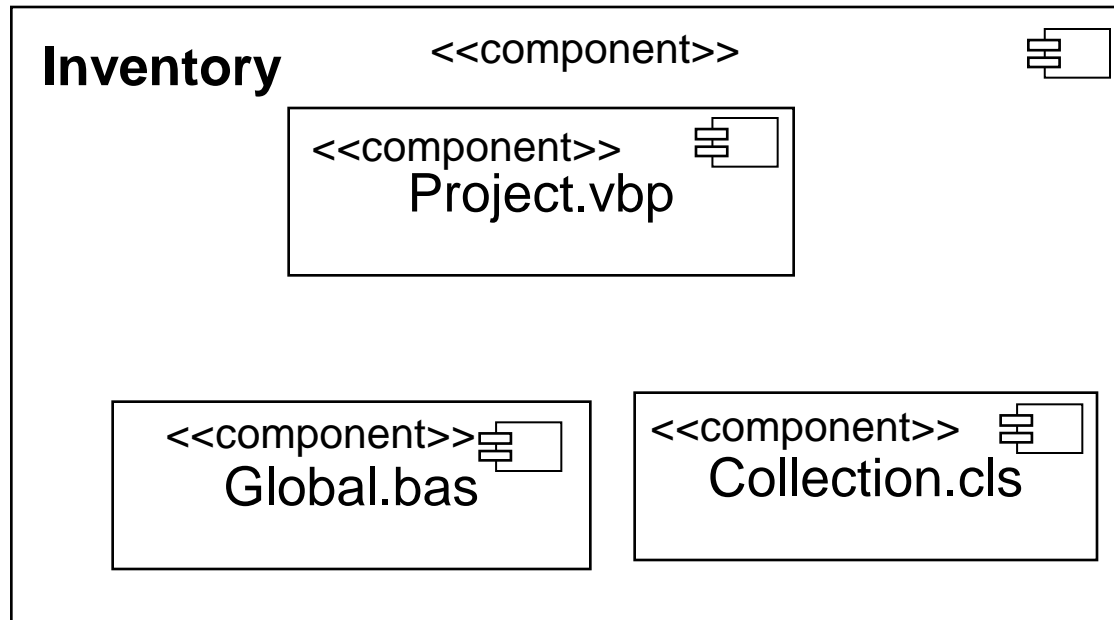 <<component>>
Inventory
<<component>>
Project.vbp
<<component>>
Global.bas
<<component>>
Collection.cls